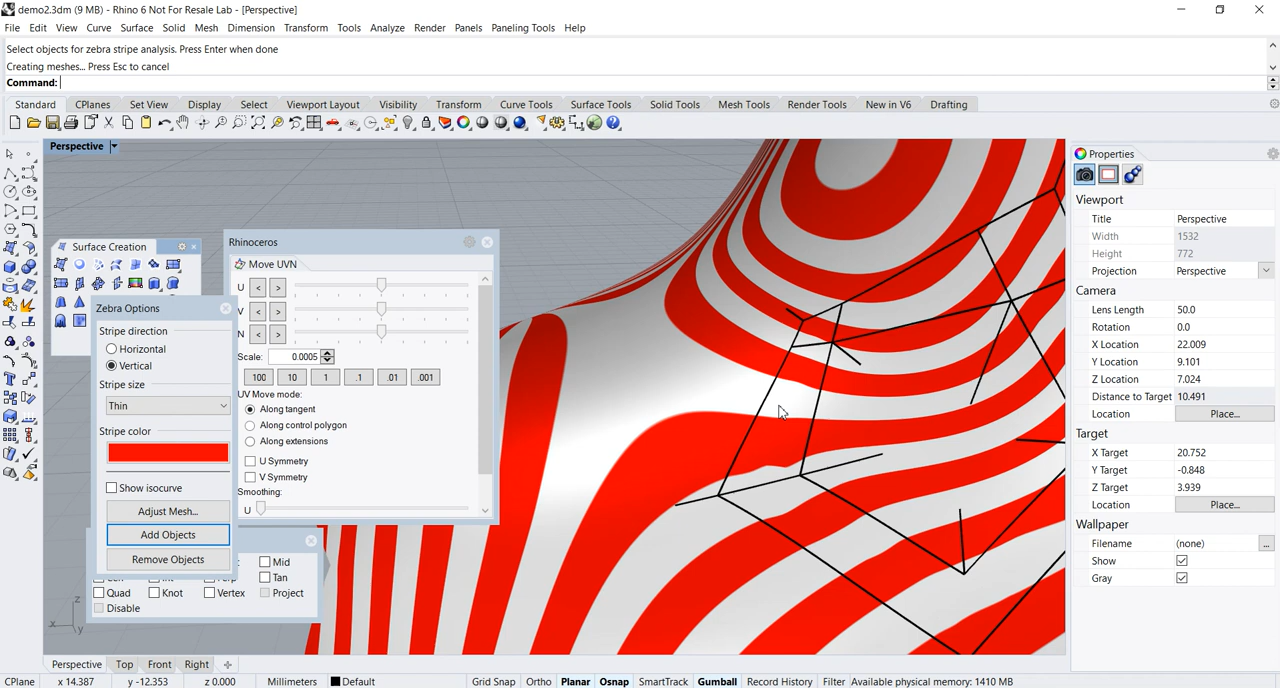 demo2.3dm (9 MB) - Rhino 6 Not For Resale Lab - [Perspective]
File Edit View Curve Surface Solid Mesh Dimension Transform Tools Analyze Render Panels Paneling Tools Help
Select objects for zebra stripe analysis. Press Enter when done
Creating meshes... Press Esc to cancel
Command:
Standard CPlanes Set View Display Select Viewport Layout Visibility Transform Curve Tools Surface Tools Solid Tools Mesh Tools Render Tools New in V6 Drafting
Perspective
Surface Creation
Zebra Options
Stripe direction
Horizontal
Vertical
Stripe size
Thin
Stripe color
Show isocurve
Adjust Mesh...
Add Objects
Remove Objects
Rhinoceros
Move UVN
U < >
V < >
N < >
Scale: 0.0005
100 10 1 .1 .01 .001
UV Move mode:
Along tangent
Along control polygon
Along extensions
U Symmetry
V Symmetry
Smoothing:
U
Mid
Tan
Quad Knot Vertex Project
Disable
z
x y
Properties
Viewport
Title Perspective
Width 1532
Height 772
Projection Perspective
Camera
Lens Length 50.0
Rotation 0.0
X Location 22.009
Y Location 9.101
Z Location 7.024
Distance to Target 10.491
Location Place...
Target
X Target 20.752
Y Target -0.848
Z Target 3.939
Location Place...
Wallpaper
Filename (none) ...
Show
Gray
Perspective Top Front Right
CPlane x 14.387 y -12.353 z 0.000 Millimeters Default Grid Snap Ortho Planar Osnap SmartTrack Gumball Record History Filter Available physical memory: 1410 MB